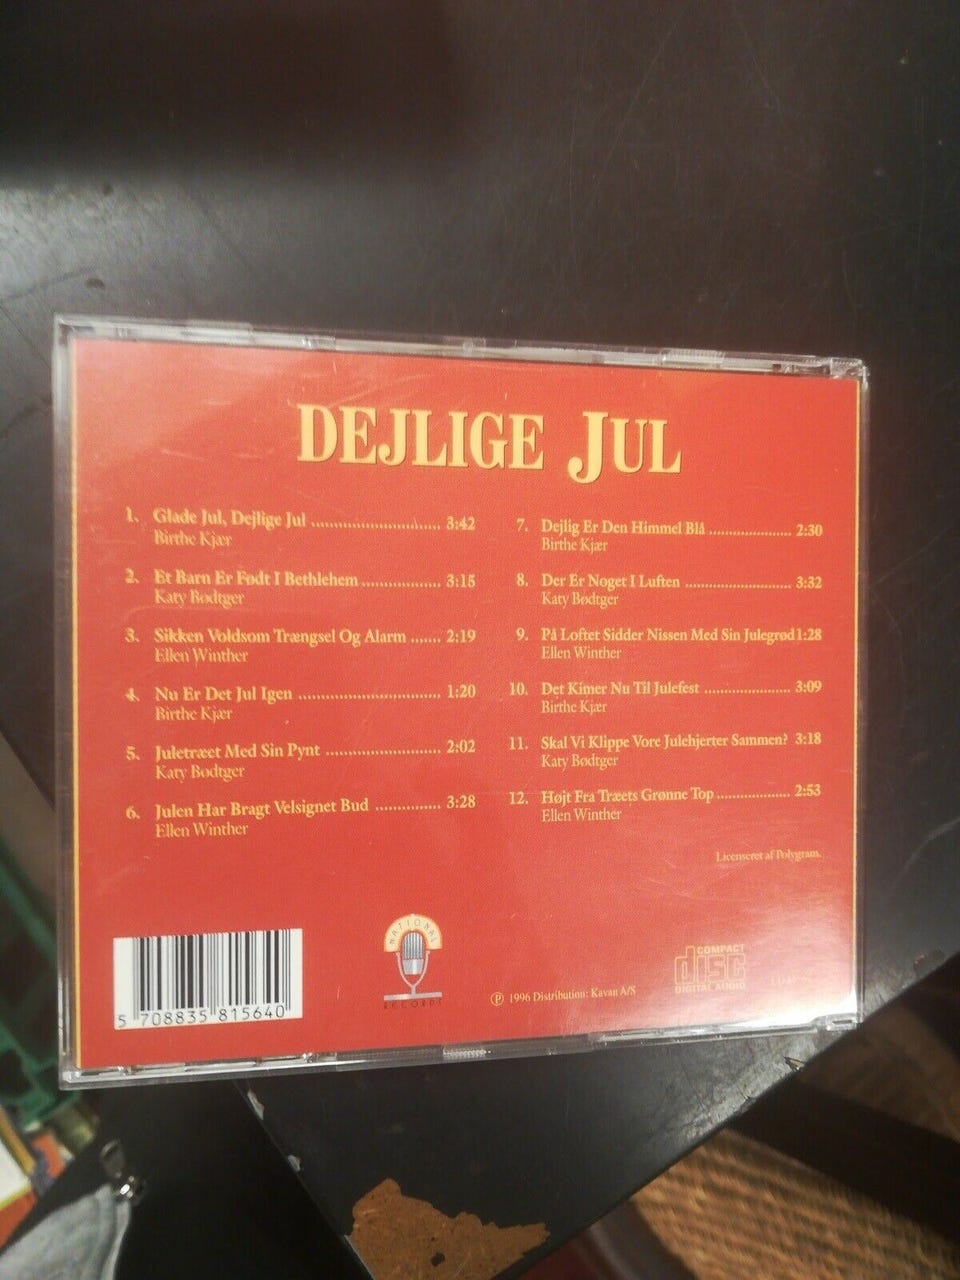 DEJLIGE JUL
1. Glade Jul, Dejlige Jul ............................ 3:42
Birthe Kjær
2. Et Barn Er Født I Bethlehem ................. 3:15
Katy Bødtger
3. Sikken Voldsom Trængsel Og Alarm ....... 2:19
Ellen Winther
4. Nu Er Det Jul Igen ............................... 1:20
Birthe Kjær
5. Juletræet Med Sin Pynt ......................... 2:02
Katy Bødtger
6. Julen Har Bragt Velsignet Bud .............. 3:28
Ellen Winther
7. Dejlig Er Den Himmel Blå .................... 2:30
Birthe Kjær
8. Der Er Noget I Luften .......................... 3:32
Katy Bødtger
9. På Loftet Sidder Nissen Med Sin Julegrød 1:28
Ellen Winther
10. Det Kimer Nu Til Julefest ..................... 3:09
Birthe Kjær
11. Skal Vi Klippe Vore Julehjerter Sammen? 3:18
Katy Bødtger
12. Højt Fra Træets Grønne Top .................. 2:53
Ellen Winther
Licenseret af Polygram.
5 708835 815640
NATIONAL
RECORDS
℗ 1996 Distribution: Kavan A/S
COMPACT
disc
DIGITAL AUDIO